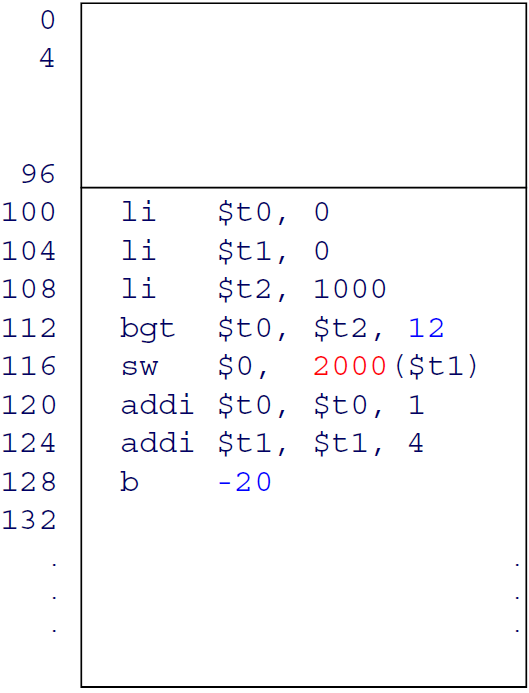 0
4
96
100 li $t0, 0
104 li $t1, 0
108 li $t2, 1000
112 bgt $t0, $t2, 12
116 sw $0, 2000($t1)
120 addi $t0, $t0, 1
124 addi $t1, $t1, 4
128 b -20
132
. .
. .
. .